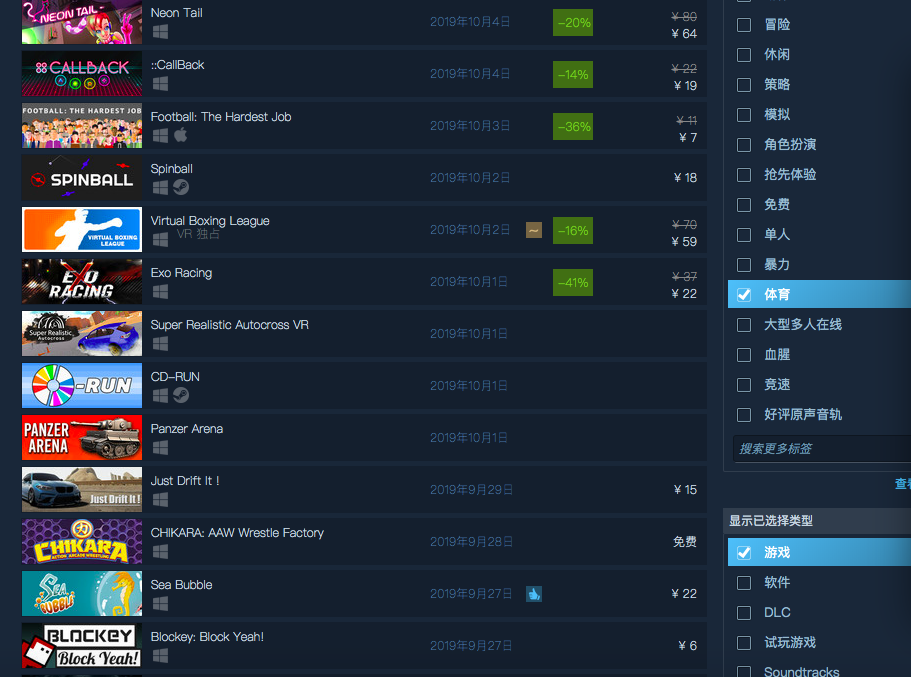 NEON TAIL
Neon Tail
2019年10月4日
-20%
¥ 80
¥ 64
::CALLBACK
::CallBack
2019年10月4日
-14%
¥ 22
¥ 19
FOOTBALL: THE HARDEST JOB
Football: The Hardest Job
2019年10月3日
-36%
¥ 11
¥ 7
SPINBALL
Spinball
2019年10月2日
¥ 18
VIRTUAL BOXING
LEAGUE
Virtual Boxing League
VR 独占
2019年10月2日
-16%
¥ 70
¥ 59
EXO
RACING
Exo Racing
2019年10月1日
-41%
¥ 37
¥ 22
Super Realistic
Autocross
Super Realistic Autocross VR
2019年10月1日
-RUN
CD-RUN
2019年10月1日
PANZER
ARENA
Panzer Arena
2019年10月1日
Just Drift It !
Just Drift It !
2019年9月29日
¥ 15
CHIKARA
ACTION ARCADE WRESTLING
CHIKARA: AAW Wrestle Factory
2019年9月28日
免费
SEA
BUBBLE
Sea Bubble
2019年9月27日
¥ 22
BLOCKEY
Block Yeah!
Blockey: Block Yeah!
2019年9月27日
¥ 6
冒险
休闲
策略
模拟
角色扮演
抢先体验
免费
单人
暴力
体育
大型多人在线
血腥
竞速
好评原声音轨
搜索更多标签
显示已选择类型
游戏
软件
DLC
试玩游戏
Soundtracks